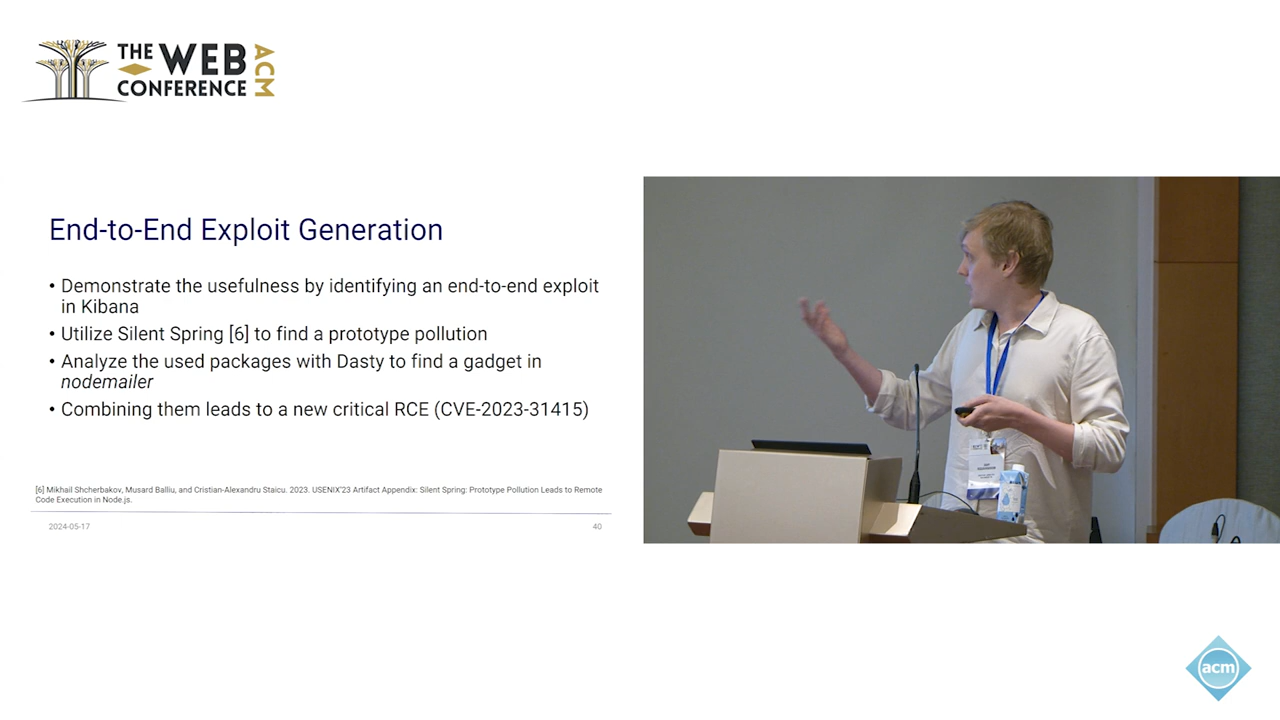 THE WEB
CONFERENCE
ACM
End-to-End Exploit Generation
• Demonstrate the usefulness by identifying an end-to-end exploit
in Kibana
• Utilize Silent Spring [6] to find a prototype pollution
• Analyze the used packages with Dasty to find a gadget in
nodemailer
• Combining them leads to a new critical RCE (CVE-2023-31415)
[6] Mikhail Shcherbakov, Musard Balliu, and Cristian-Alexandru Staicu. 2023. USENIX'23 Artifact Appendix: Silent Spring: Prototype Pollution Leads to Remote
Code Execution in Node.js.
2024-05-17
40
acm